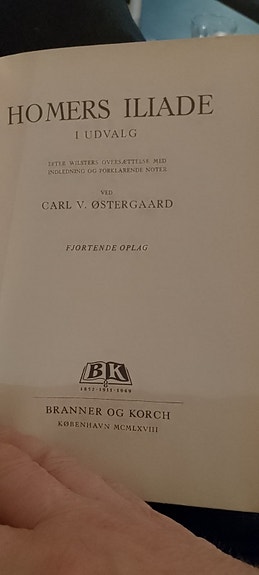 HOMERS ILIADE
I UDVALG
EFTER WILSTERS OVERSÆTTELSE MED
INDLEDNING OG FORKLARENDE NOTER
VED
CARL V. ØSTERGAARD
FJORTENDE OPLAG
BK
BRANNER OG KORCH
KØBENHAVN MCMLXVIII